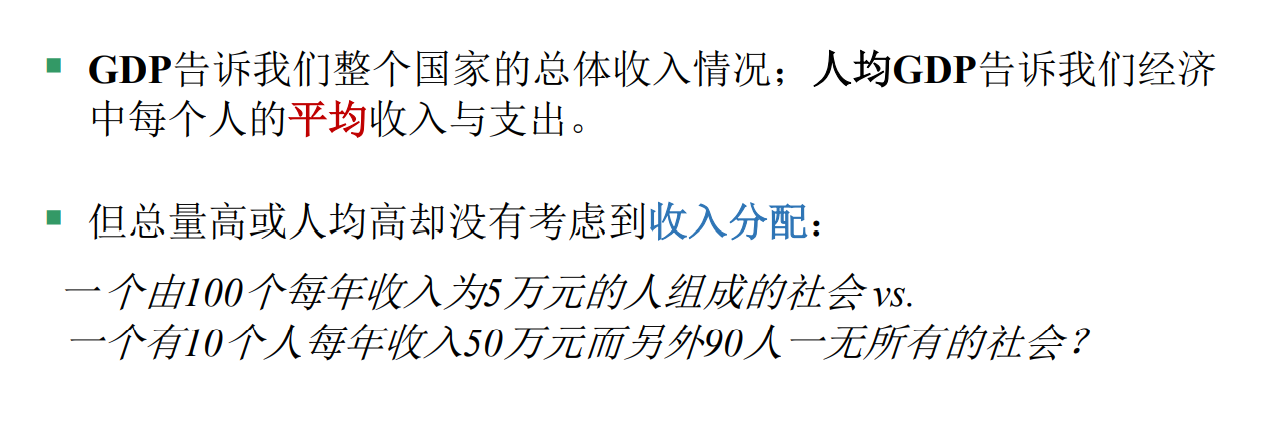 GDP告诉我们整个国家的总体收入情况；人均GDP告诉我们经济
中每个人的平均收入与支出。
但总量高或人均高却没有考虑到收入分配：
一个由100个每年收入为5万元的人组成的社会 vs.
一个有10个人每年收入50万元而另外90人一无所有的社会？